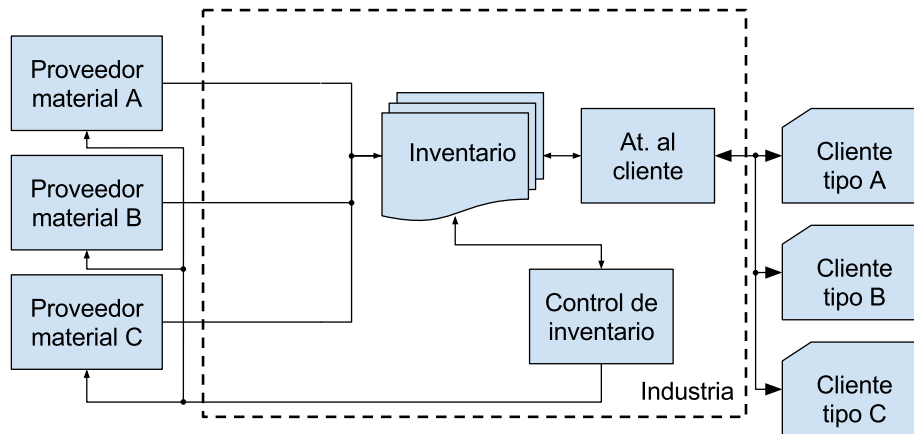 Proveedor
material A
Proveedor
material B
Proveedor
material C
Inventario
At. al
cliente
Control de
inventario
Industria
Cliente
tipo A
Cliente
tipo B
Cliente
tipo C